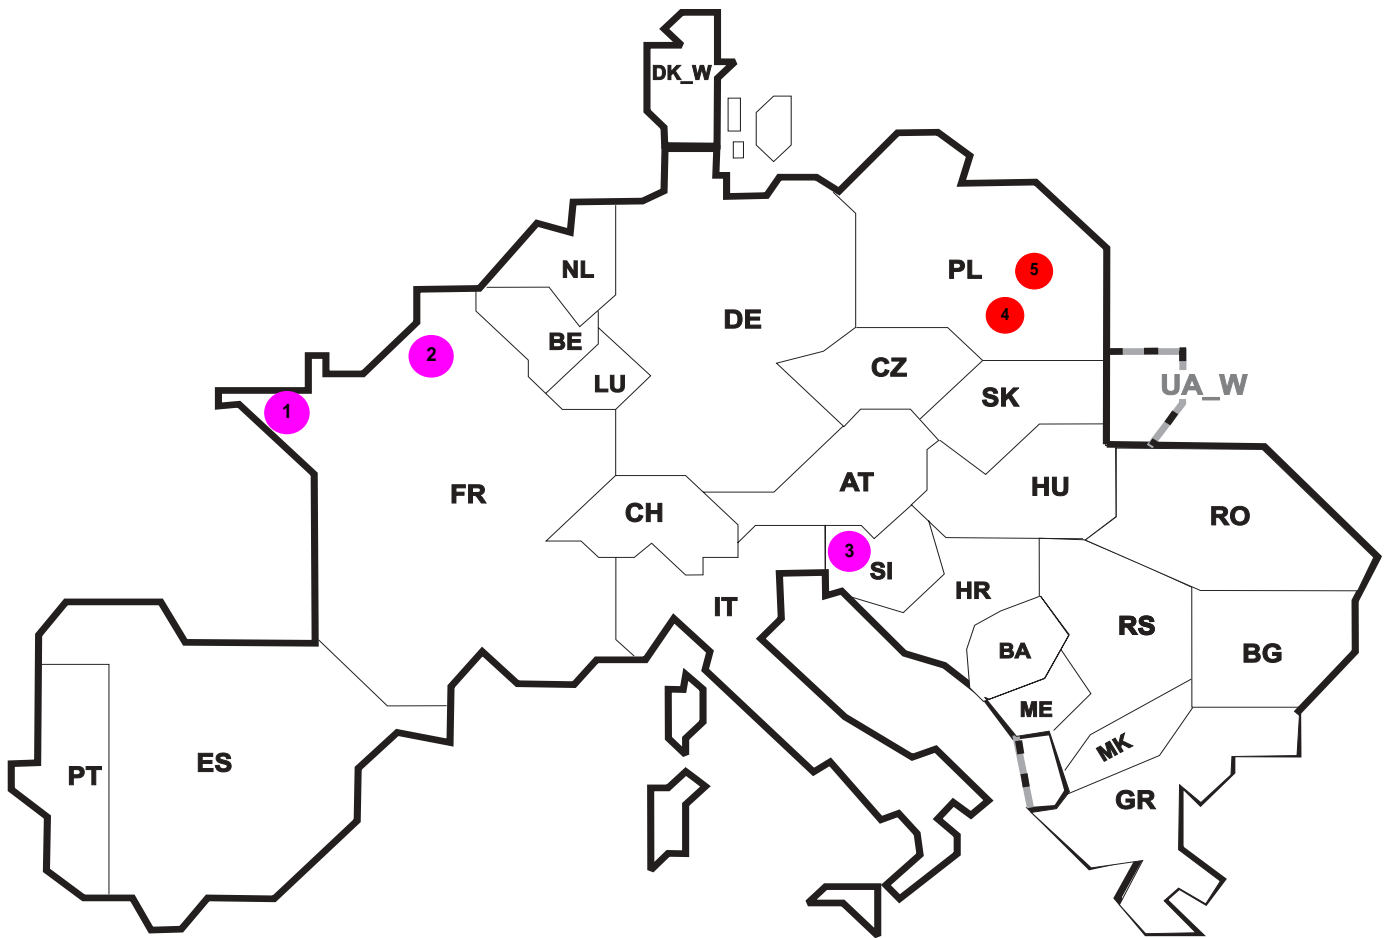 DK_W
NL
PL
5
4
DE
BE
2
CZ
LU
SK
UA_W
1
FR
AT
HU
CH
RO
3
SI
HR
IT
RS
BA
BG
ME
MK
ES
PT
GR